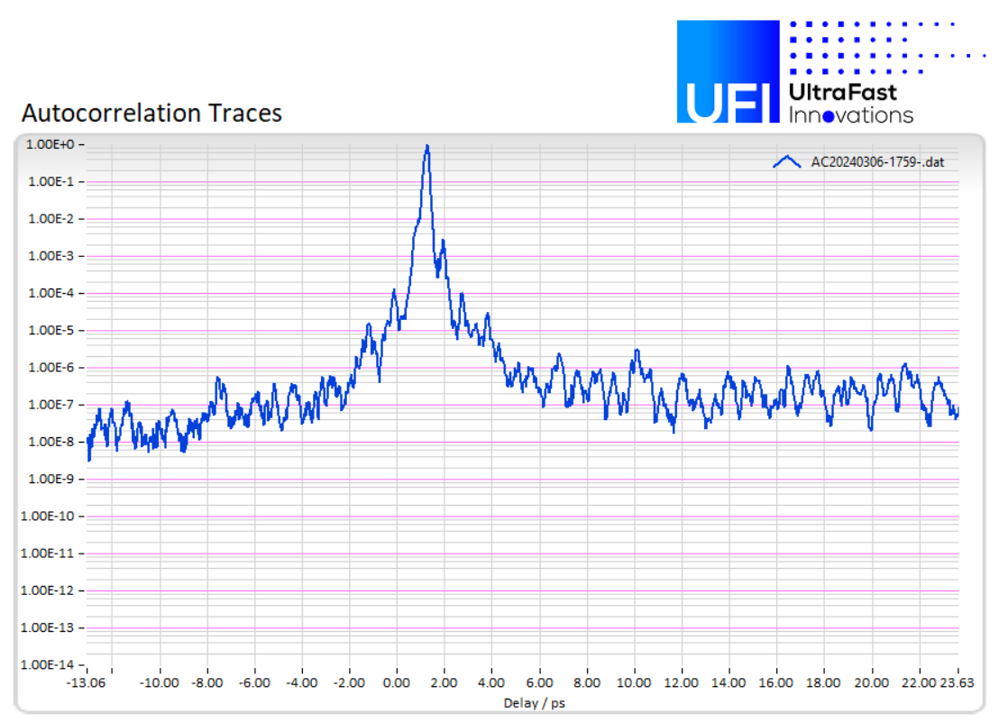 UFI
UltraFast
Innovations
Autocorrelation Traces
AC20240306-1759-.dat
1.00E+0
1.00E-1
1.00E-2
1.00E-3
1.00E-4
1.00E-5
1.00E-6
1.00E-7
1.00E-8
1.00E-9
1.00E-10
1.00E-11
1.00E-12
1.00E-13
1.00E-14
-13.06 -10.00 -8.00 -6.00 -4.00 -2.00 0.00 2.00 4.00 6.00 8.00 10.00 12.00 14.00 16.00 18.00 20.00 22.00 23.63
Delay / ps